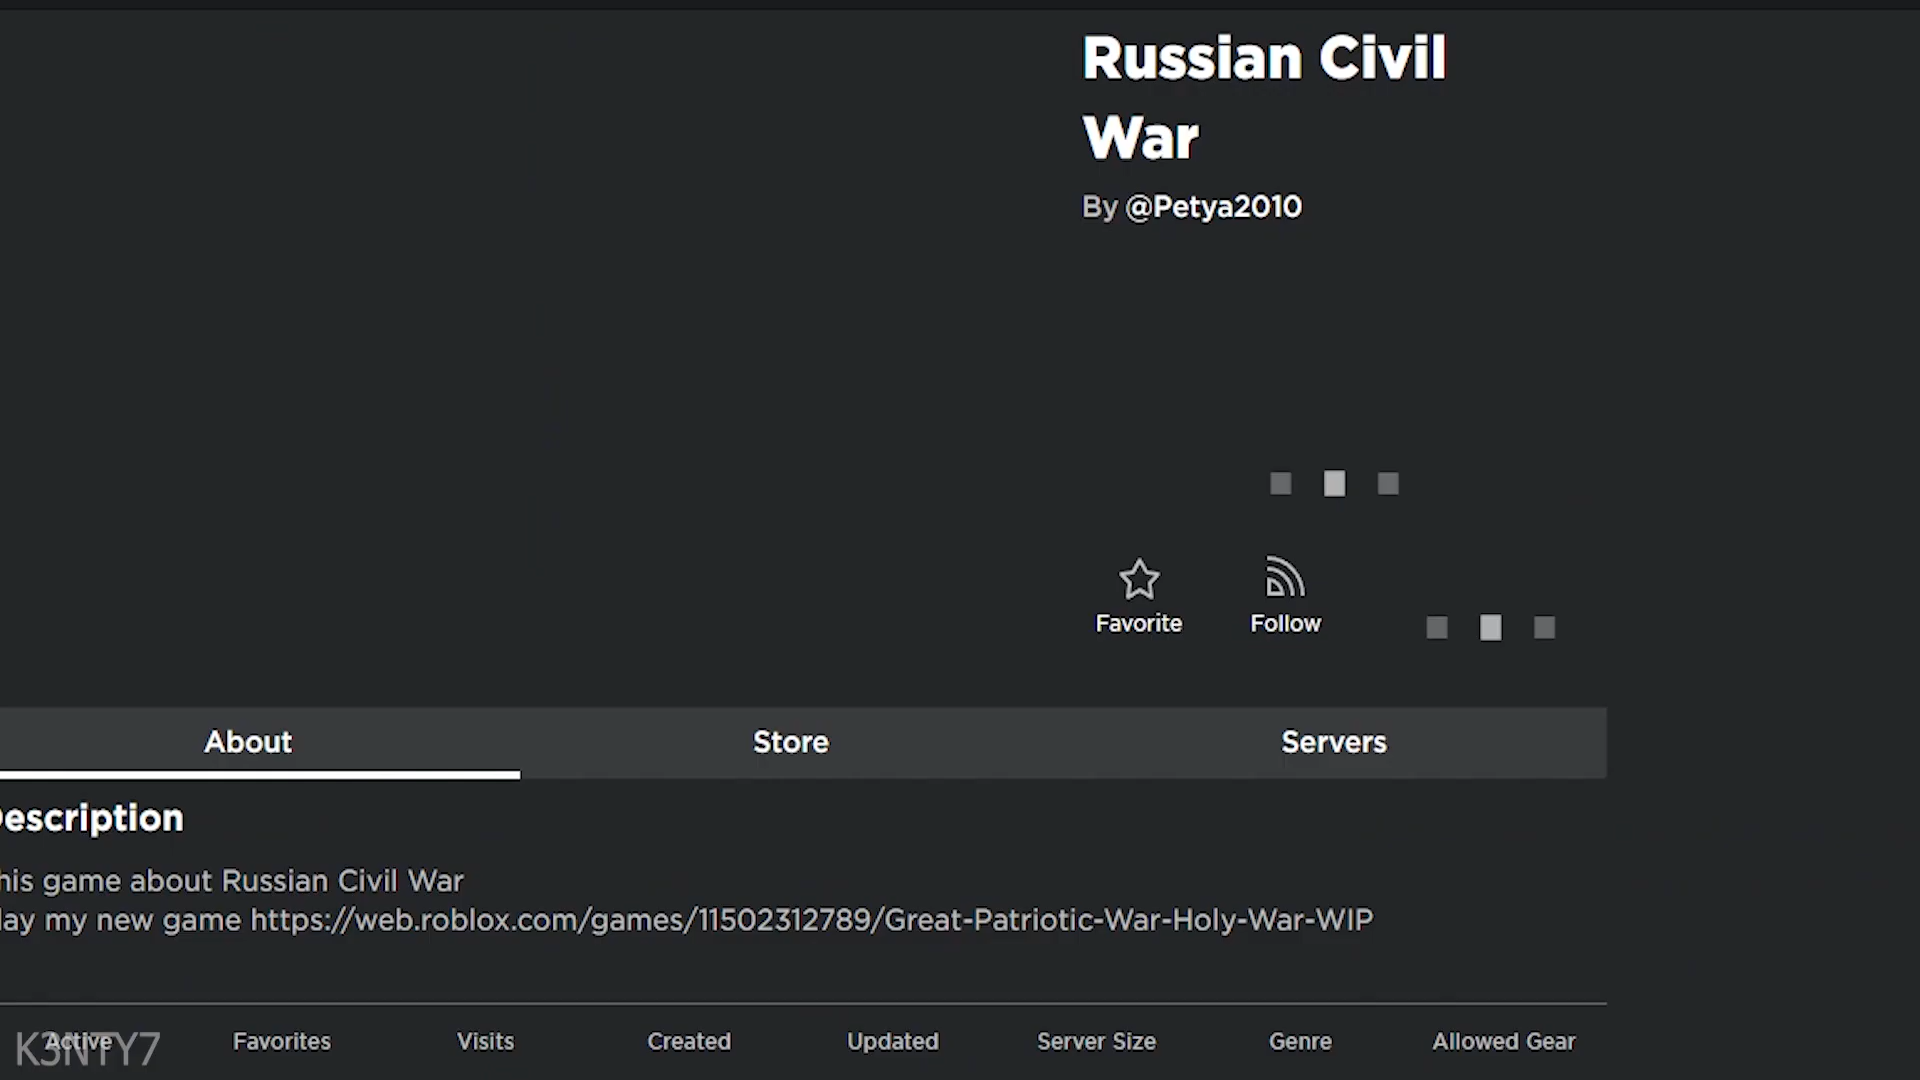 Russian Civil
War
By @Petya2010
Favorite
Follow
About
Store
Servers
escription
his game about Russian Civil War
lay my new game https://web.roblox.com/games/11502312789/Great-Patriotic-War-Holy-War-WIP
Active
Favorites
Visits
Created
Updated
Server Size
Genre
Allowed Gear
K3NTY7